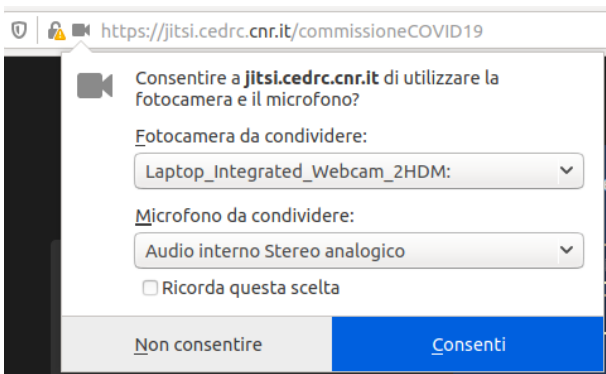 https://jitsi.cedrc.cnr.it/commissioneCOVID19
Consentire a jitsi.cedrc.cnr.it di utilizzare la
fotocamera e il microfono?
Fotocamera da condividere:
Laptop_Integrated_Webcam_2HDM:
Microfono da condividere:
Audio interno Stereo analogico
Ricorda questa scelta
Non consentire
Consenti